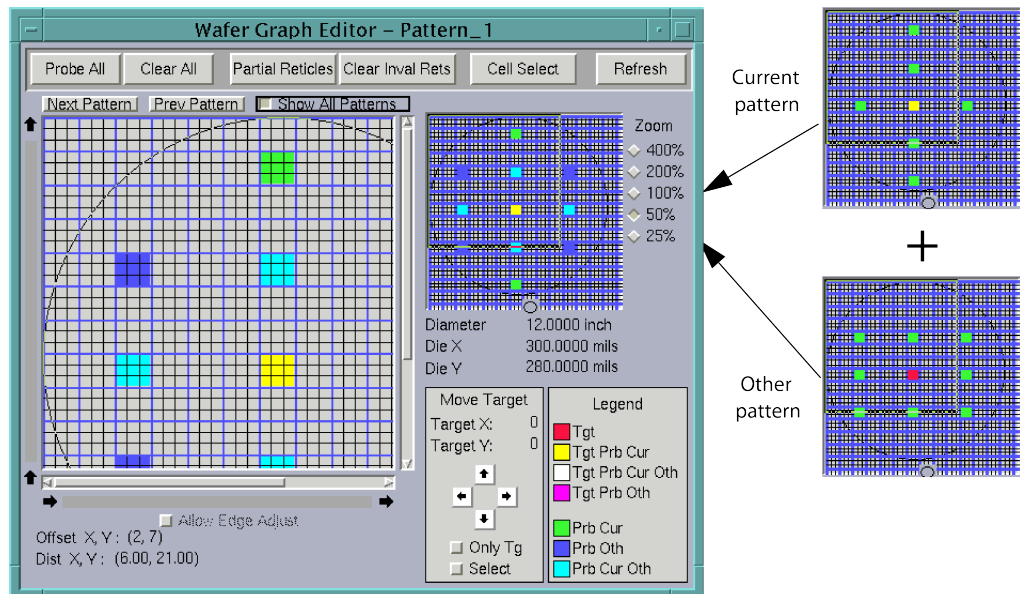 Wafer Graph Editor – Pattern_1
Probe All
Clear All
Partial Reticles
Clear Inval Rets
Cell Select
Refresh
Next Pattern
Prev Pattern
Show All Patterns
Zoom
400%
200%
100%
50%
25%
Diameter 12.0000 inch
Die X 300.0000 mils
Die Y 280.0000 mils
Move Target
Target X: 0
Target Y: 0
Only Tg
Select
Legend
Tgt
Tgt Prb Cur
Tgt Prb Cur Oth
Tgt Prb Oth
Prb Cur
Prb Oth
Prb Cur Oth
Allow Edge Adjust
Offset X, Y: (2, 7)
Dist X, Y: (6.00, 21.00)
Current
pattern
+
Other
pattern